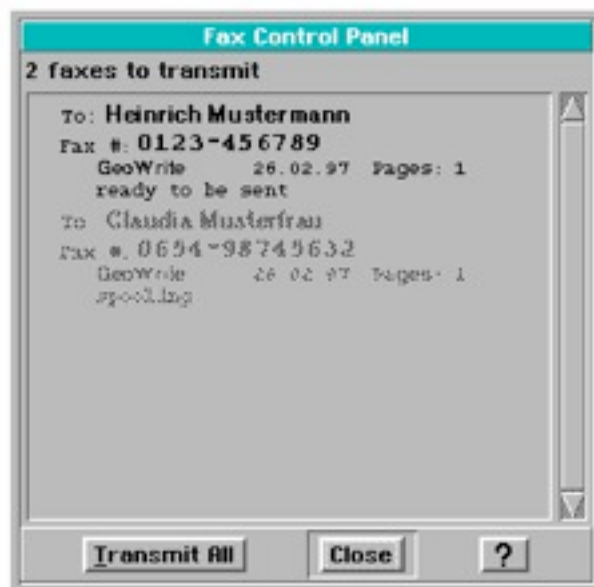 Fax Control Panel
2 faxes to transmit
To: Heinrich Mustermann
Fax #: 0123-456789
GeoWrite 26.02.97 Pages: 1
ready to be sent
To: Claudia Musterfrau
Fax #: 0654-98745632
GeoWrite 26.02.97 Pages: 1
spooling
Transmit All Close ?